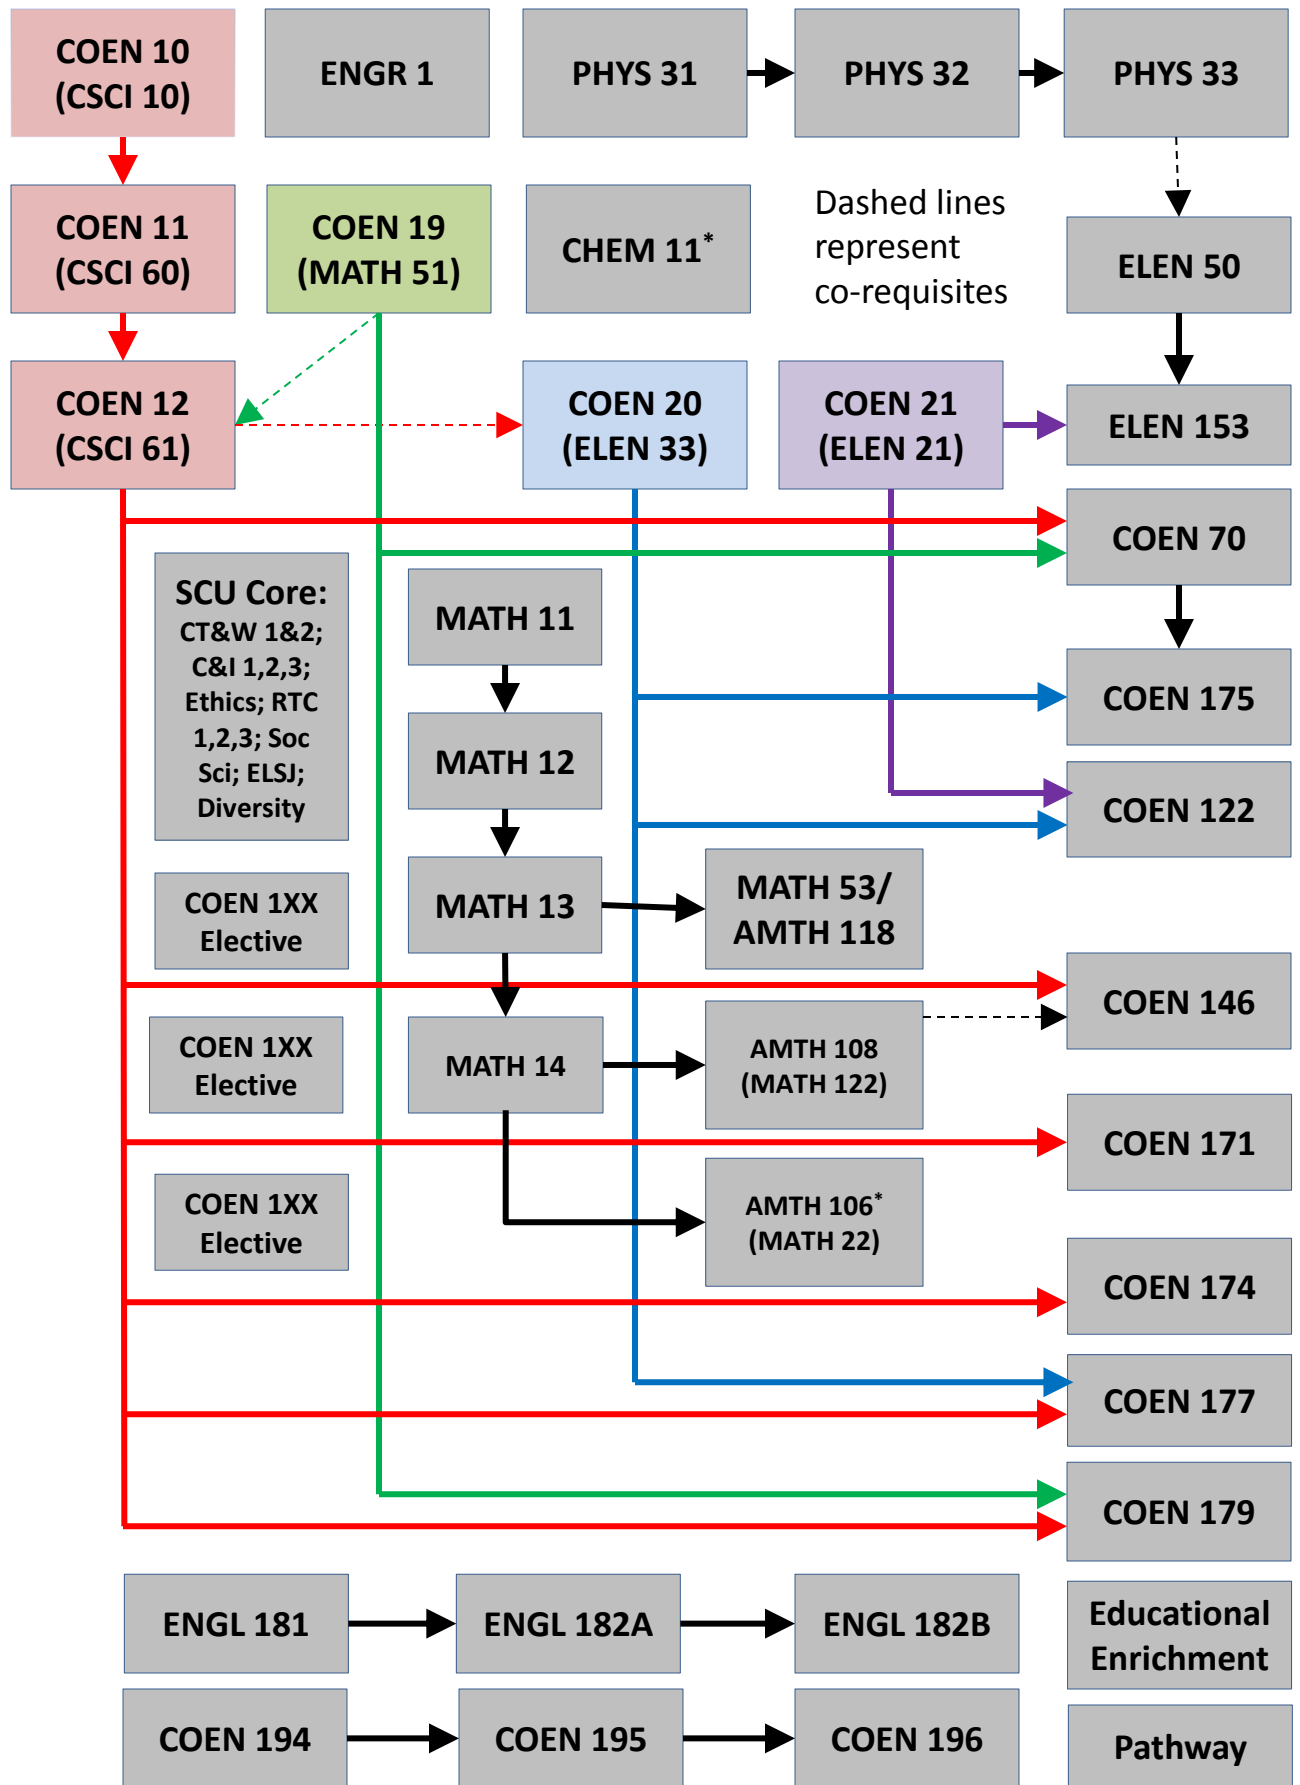 COEN 10
(CSCI 10)
ENGR 1
PHYS 31
PHYS 32
PHYS 33
COEN 11
(CSCI 60)
COEN 19
(MATH 51)
CHEM 11*
Dashed lines
represent
co-requisites
ELEN 50
COEN 12
(CSCI 61)
COEN 20
(ELEN 33)
COEN 21
(ELEN 21)
ELEN 153
COEN 70
SCU Core:
CT&W 1&2;
C&I 1,2,3;
Ethics; RTC
1,2,3; Soc
Sci; ELSJ;
Diversity
MATH 11
COEN 175
MATH 12
COEN 122
COEN 1XX
Elective
MATH 13
MATH 53/
AMTH 118
COEN 146
COEN 1XX
Elective
MATH 14
AMTH 108
(MATH 122)
COEN 171
COEN 1XX
Elective
AMTH 106*
(MATH 22)
COEN 174
COEN 177
COEN 179
ENGL 181
ENGL 182A
ENGL 182B
Educational
Enrichment
COEN 194
COEN 195
COEN 196
Pathway